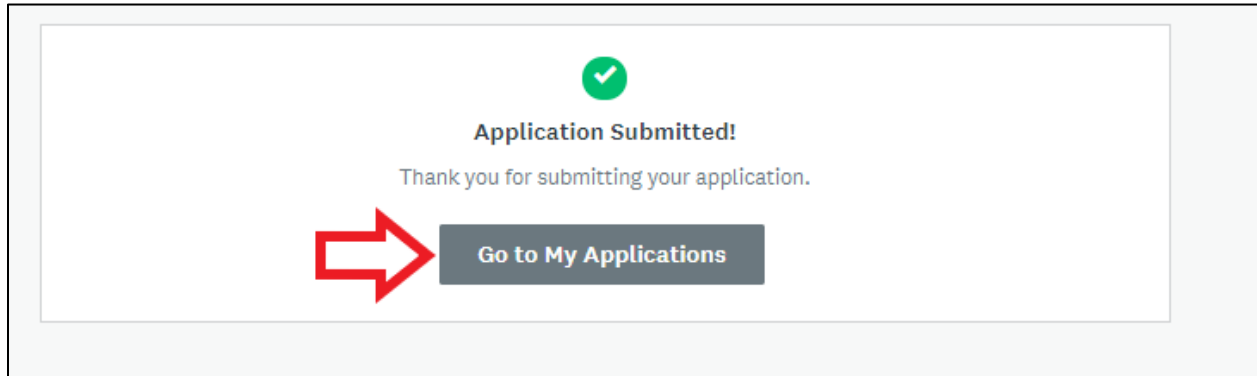 Application Submitted!
Thank you for submitting your application.
Go to My Applications